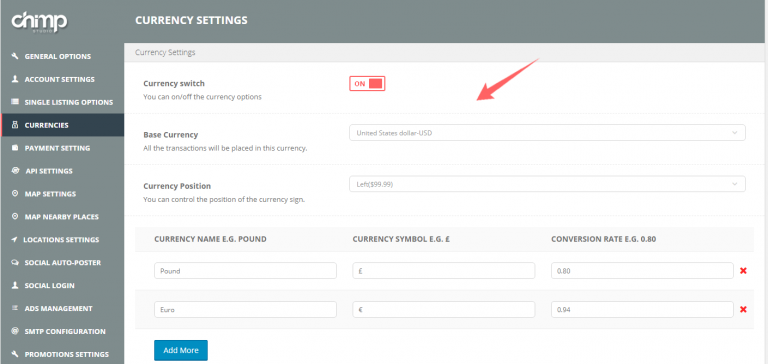 chimp
STUDIO
GENERAL OPTIONS
ACCOUNT SETTINGS
SINGLE LISTING OPTIONS
CURRENCIES
PAYMENT SETTING
API SETTINGS
MAP SETTINGS
MAP NEARBY PLACES
LOCATIONS SETTINGS
SOCIAL AUTO-POSTER
SOCIAL LOGIN
ADS MANAGEMENT
SMTP CONFIGURATION
PROMOTIONS SETTINGS
CURRENCY SETTINGS
Currency Settings
Currency switch
You can on/off the currency options
ON
Base Currency
All the transactions will be placed in this currency.
United States dollar-USD
Currency Position
You can control the position of the currency sign.
Left($99.99)
CURRENCY NAME E.G. POUND CURRENCY SYMBOL E.G. £ CONVERSION RATE E.G. 0.80
Pound £ 0.80
Euro € 0.94
Add More